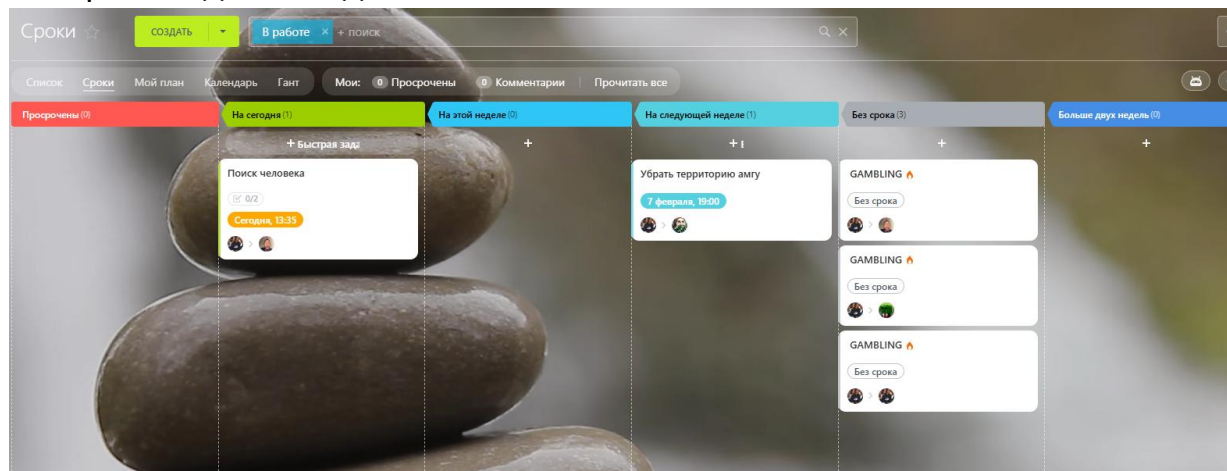 Сроки
СОЗДАТЬ
В работе × + поиск
Список Сроки Мой план Календарь Гант Мои: 0 Просрочены 0 Комментарии Прочитать все
Просрочены (0) На сегодня (1) На этой неделе (0) На следующей неделе (1) Без срока (3) Больше двух недель (0)
+ Быстрая зада + + + +
Поиск человека
0/2
Сегодня, 13:35
Убрать территорию амгу
7 февраля, 19:00
GAMBLING 🔥
Без срока
GAMBLING 🔥
Без срока
GAMBLING 🔥
Без срока